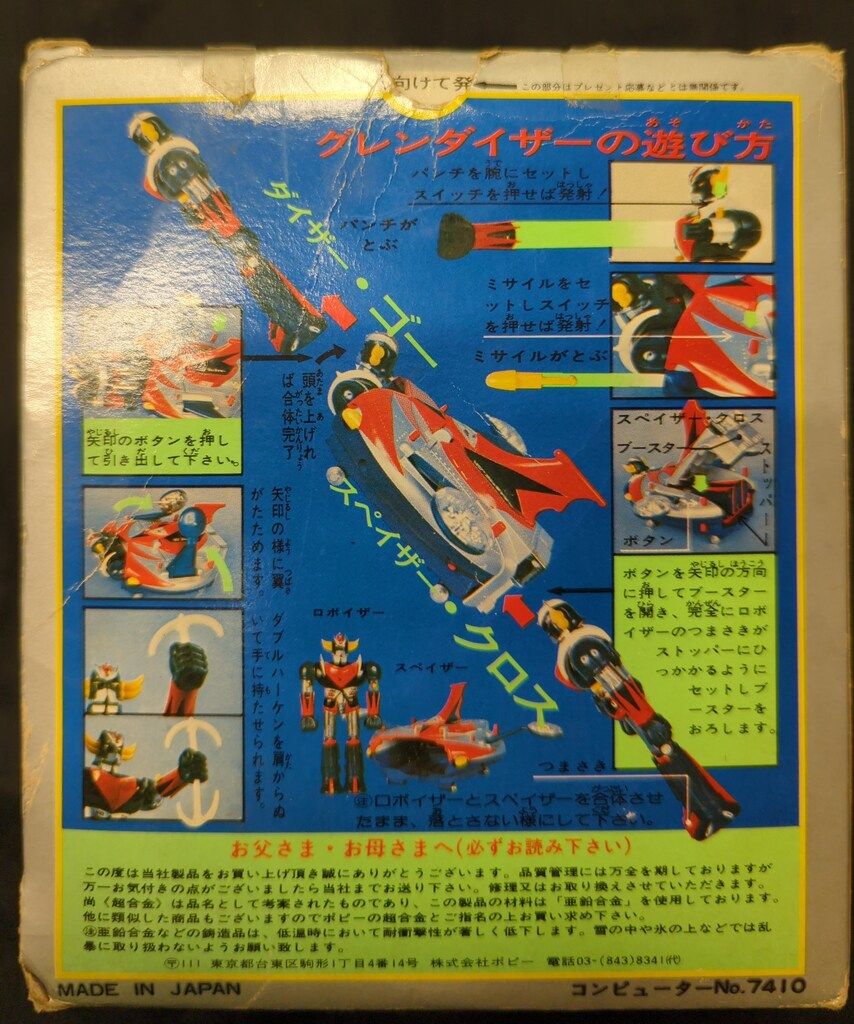 向けて発
この部分はプレゼント応募などとは無関係です。
グレンダイザーの遊び方
パンチを腕にセットし
スイッチを押せば発射!
パンチが
とぶ
ダイザー・ゴー
ミサイルをセ
ットしスイッチ
を押せば発射!
ミサイルがとぶ
頭を上げれ
ば合体完了
矢印のボタンを押し
て引き出して下さい。
スペイザー・クロス
ブースター
ストッパー
ボタン
スペイザー・クロス
矢印の様に翼
がたためます。
ボタンを矢印の方向
に押してブースター
を開き、完全にロボ
イザーのつまさきが
ストッパーにひ
っかかるように
セットしブ
ースターを
おろします。
ロボイザー
スペイザー
ダブルハーケンを肩からぬ
いて手に持たせられます。
つまさき
注ロボイザーとスペイザーを合体させ
たまま、落とさない様にして下さい。
お父さま・お母さまへ(必ずお読み下さい)
この度は当社製品をお買い上げ頂き誠にありがとうございます。品質管理には万全を期しておりますが
万一お気付きの点がございましたら当社までお送り下さい。修理又はお取り換えさせていただきます。
尚〈超合金〉は品名として考案されたものであり、この製品の材料は「亜鉛合金」を使用しております。
他に類似した商品もございますのでポピーの超合金とご指名の上お買い求め下さい。
注亜鉛合金などの鋳造品は、低温時において耐衝撃性が著しく低下します。雪の中や氷の上などでは乱
暴に取り扱わないようお願い致します。
〒111 東京都台東区駒形1丁目4番14号 株式会社ポピー 電話03-(843)8341(代)
MADE IN JAPAN
コンピューターNo.7410